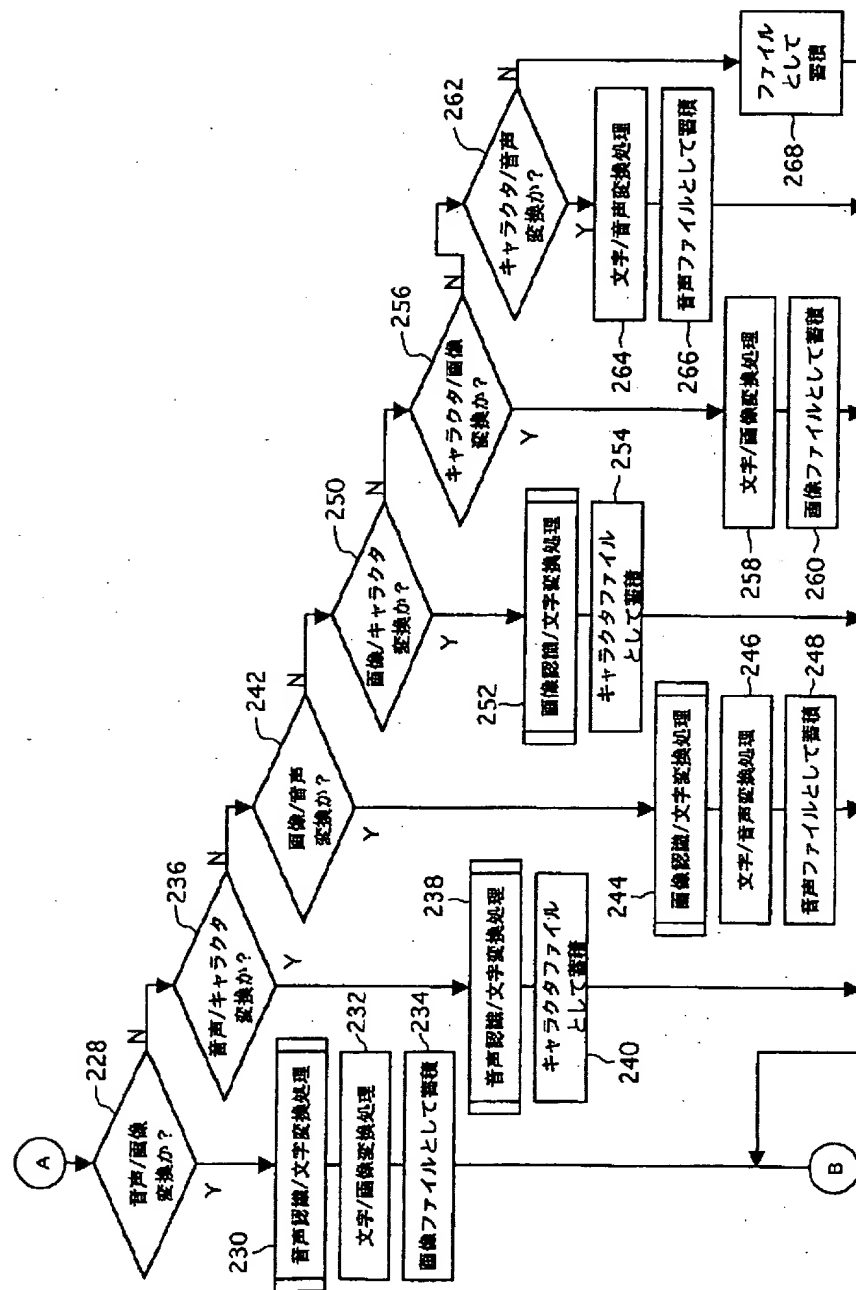 A
音声/画像
変換か?
228
N
Y
230
音声認識/文字変換処理
文字/画像変換処理
232
画像ファイルとして蓄積
234
音声/キャラクタ
変換か?
236
N
Y
音声認識/文字変換処理
238
キャラクタファイル
として蓄積
240
画像/音声
変換か?
242
N
Y
244
画像認識/文字変換処理
文字/音声変換処理
246
音声ファイルとして蓄積
248
画像/キャラクタ
変換か?
250
N
Y
252
画像認識/文字変換処理
キャラクタファイル
として蓄積
254
キャラクタ/画像
変換か?
256
N
Y
文字/画像変換処理
258
画像ファイルとして蓄積
260
キャラクタ/音声
変換か?
262
N
Y
文字/音声変換処理
264
音声ファイルとして蓄積
266
ファイル
として
蓄積
268
B